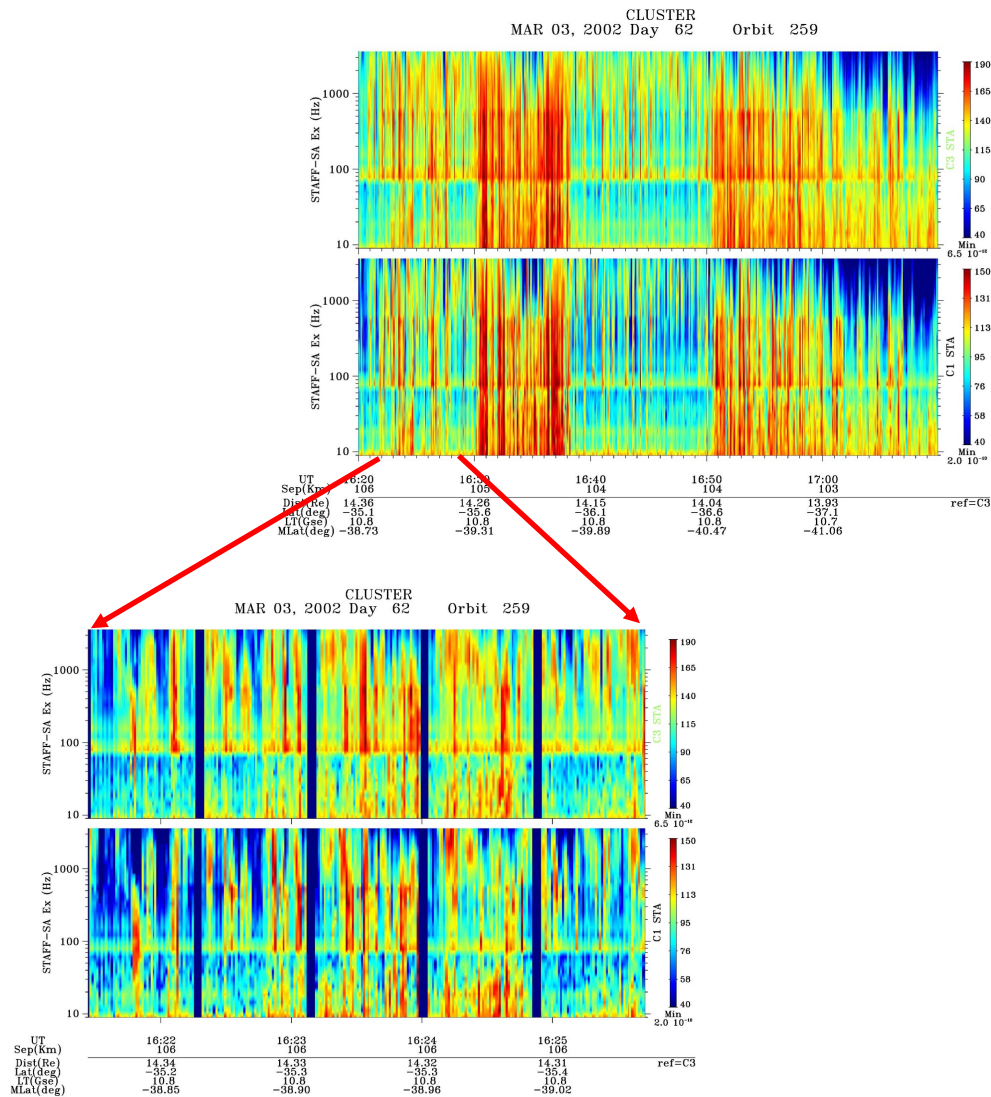 CLUSTER
MAR 03, 2002 Day 62 Orbit 259
STAFF-SA Ex (Hz)
1000
100
10
190
165
140
115
90
65
40
C3 STA
Min
6.5 10⁻¹⁰
STAFF-SA Ex (Hz)
1000
100
10
150
131
113
95
76
58
40
C1 STA
Min
2.0 10⁻¹⁰
UT 16:20 16:30 16:40 16:50 17:00
Sep(Km) 106 105 104 104 103
Dist(Re) 14.36 14.26 14.15 14.04 13.93 ref=C3
Lat(deg) −35.1 −35.6 −36.1 −36.6 −37.1
LT(Gse) 10.8 10.8 10.8 10.8 10.7
MLat(deg) −38.73 −39.31 −39.89 −40.47 −41.06
CLUSTER
MAR 03, 2002 Day 62 Orbit 259
STAFF-SA Ex (Hz)
1000
100
10
190
165
140
115
90
65
40
C3 STA
Min
6.5 10⁻¹⁰
STAFF-SA Ex (Hz)
1000
100
10
150
131
113
95
76
58
40
C1 STA
Min
2.0 10⁻¹⁰
UT 16:22 16:23 16:24 16:25
Sep(Km) 106 106 106 106
Dist(Re) 14.34 14.33 14.32 14.31 ref=C3
Lat(deg) −35.2 −35.3 −35.3 −35.4
LT(Gse) 10.8 10.8 10.8 10.8
MLat(deg) −38.85 −38.90 −38.96 −39.02